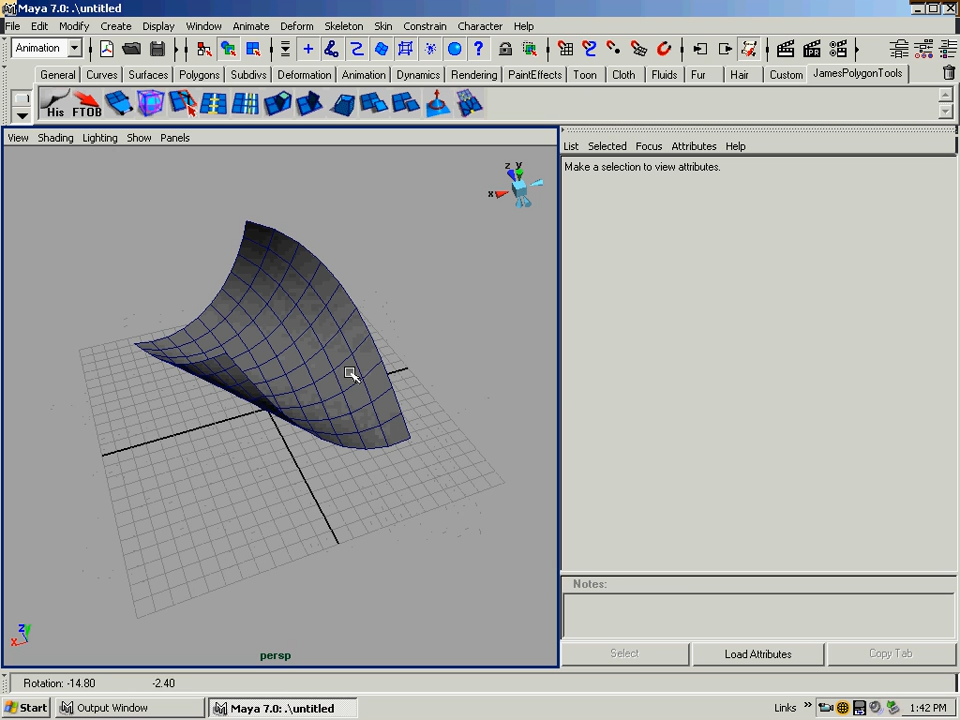 Maya 7.0: .\untitled
File Edit Modify Create Display Window Animate Deform Skeleton Skin Constrain Character Help
Animation
General Curves Surfaces Polygons Subdivs Deformation Animation Dynamics Rendering PaintEffects Toon Cloth Fluids Fur Hair Custom JamesPolygonTools
His FTOB
View Shading Lighting Show Panels
List Selected Focus Attributes Help
Make a selection to view attributes.
z y
x
Notes:
z
x
persp
Select Load Attributes Copy Tab
Rotation: -14.80 -2.40
Start Output Window Maya 7.0: .\untitled Links » 1:42 PM